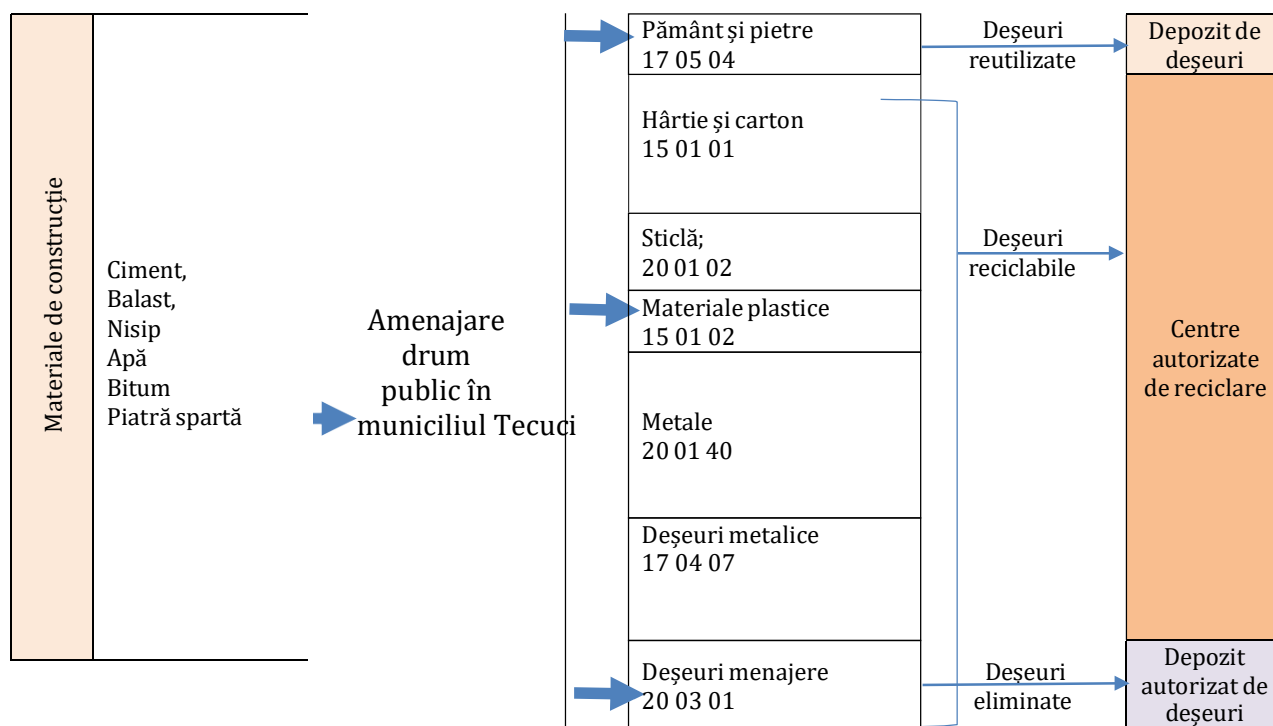 Materiale de construcție
Ciment,
Balast,
Nisip
Apă
Bitum
Piatră spartă
Amenajare
drum
public în
municiliul Tecuci
Pământ și pietre
17 05 04
Hârtie și carton
15 01 01
Sticlă;
20 01 02
Materiale plastice
15 01 02
Metale
20 01 40
Deșeuri metalice
17 04 07
Deșeuri menajere
20 03 01
Deșeuri
reutilizate
Deșeuri
reciclabile
Deșeuri
eliminate
Depozit de
deșeuri
Centre
autorizate
de reciclare
Depozit
autorizat de
deșeuri